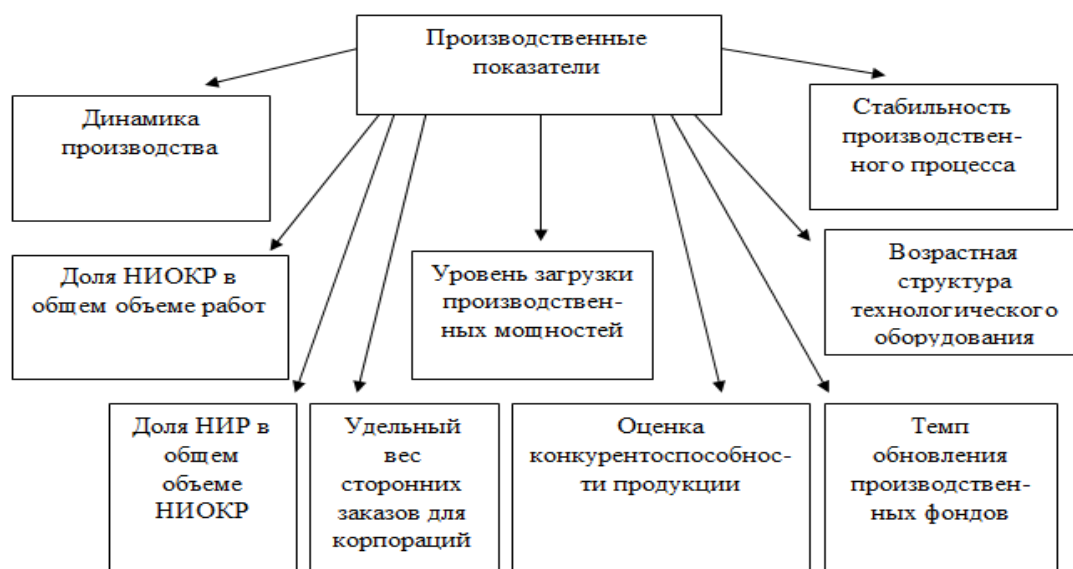 Производственные
показатели
Динамика
производства
Стабильность
производствен-
ного процесса
Доля НИОКР в
общем объеме работ
Уровень загрузки
производствен-
ных мощностей
Возрастная
структура
технологического
оборудования
Доля НИР в
общем
объеме
НИОКР
Удельный
вес
сторонних
заказов для
корпораций
Оценка
конкурентоспособнос-
ти продукции
Темп
обновления
производствен-
ных фондов